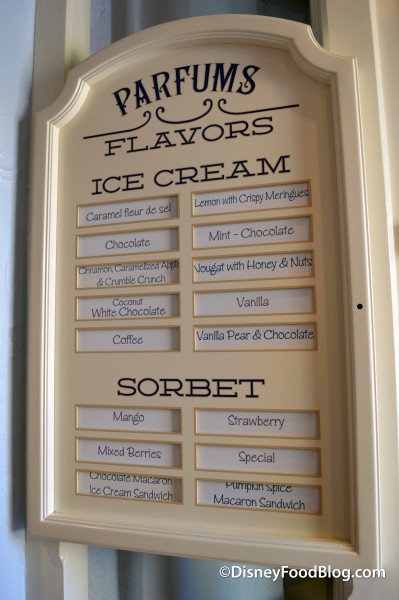 PARFUMS
FLAVORS
ICE CREAM
Caramel fleur de sel
Lemon with Crispy Meringues
Chocolate
Mint - Chocolate
Cinnamon, Caramelized Apple
& Crumble Crunch
Nougat with Honey & Nuts
Coconut
White Chocolate
Vanilla
Coffee
Vanilla Pear & Chocolate
SORBET
Mango
Strawberry
Mixed Berries
Special
Chocolate Macaron
Ice Cream Sandwich
Pumpkin Spice
Macaron Sandwich
©DisneyFoodBlog.com